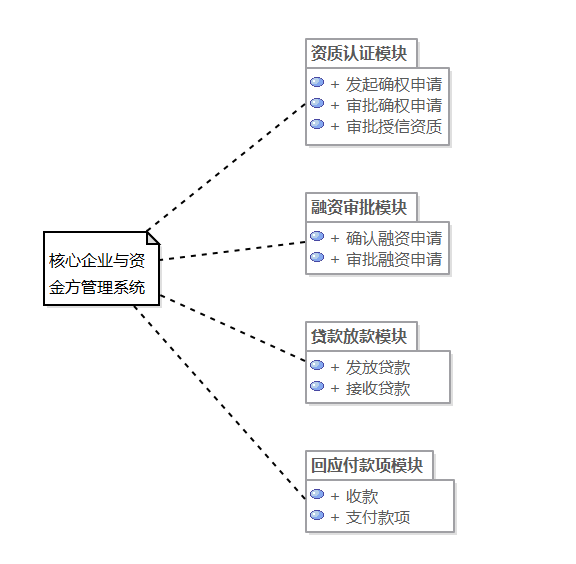 资质认证模块
+ 发起确权申请
+ 审批确权申请
+ 审批授信资质
融资审批模块
+ 确认融资申请
+ 审批融资申请
核心企业与资
金方管理系统
贷款放款模块
+ 发放贷款
+ 接收贷款
回应付款项模块
+ 收款
+ 支付款项